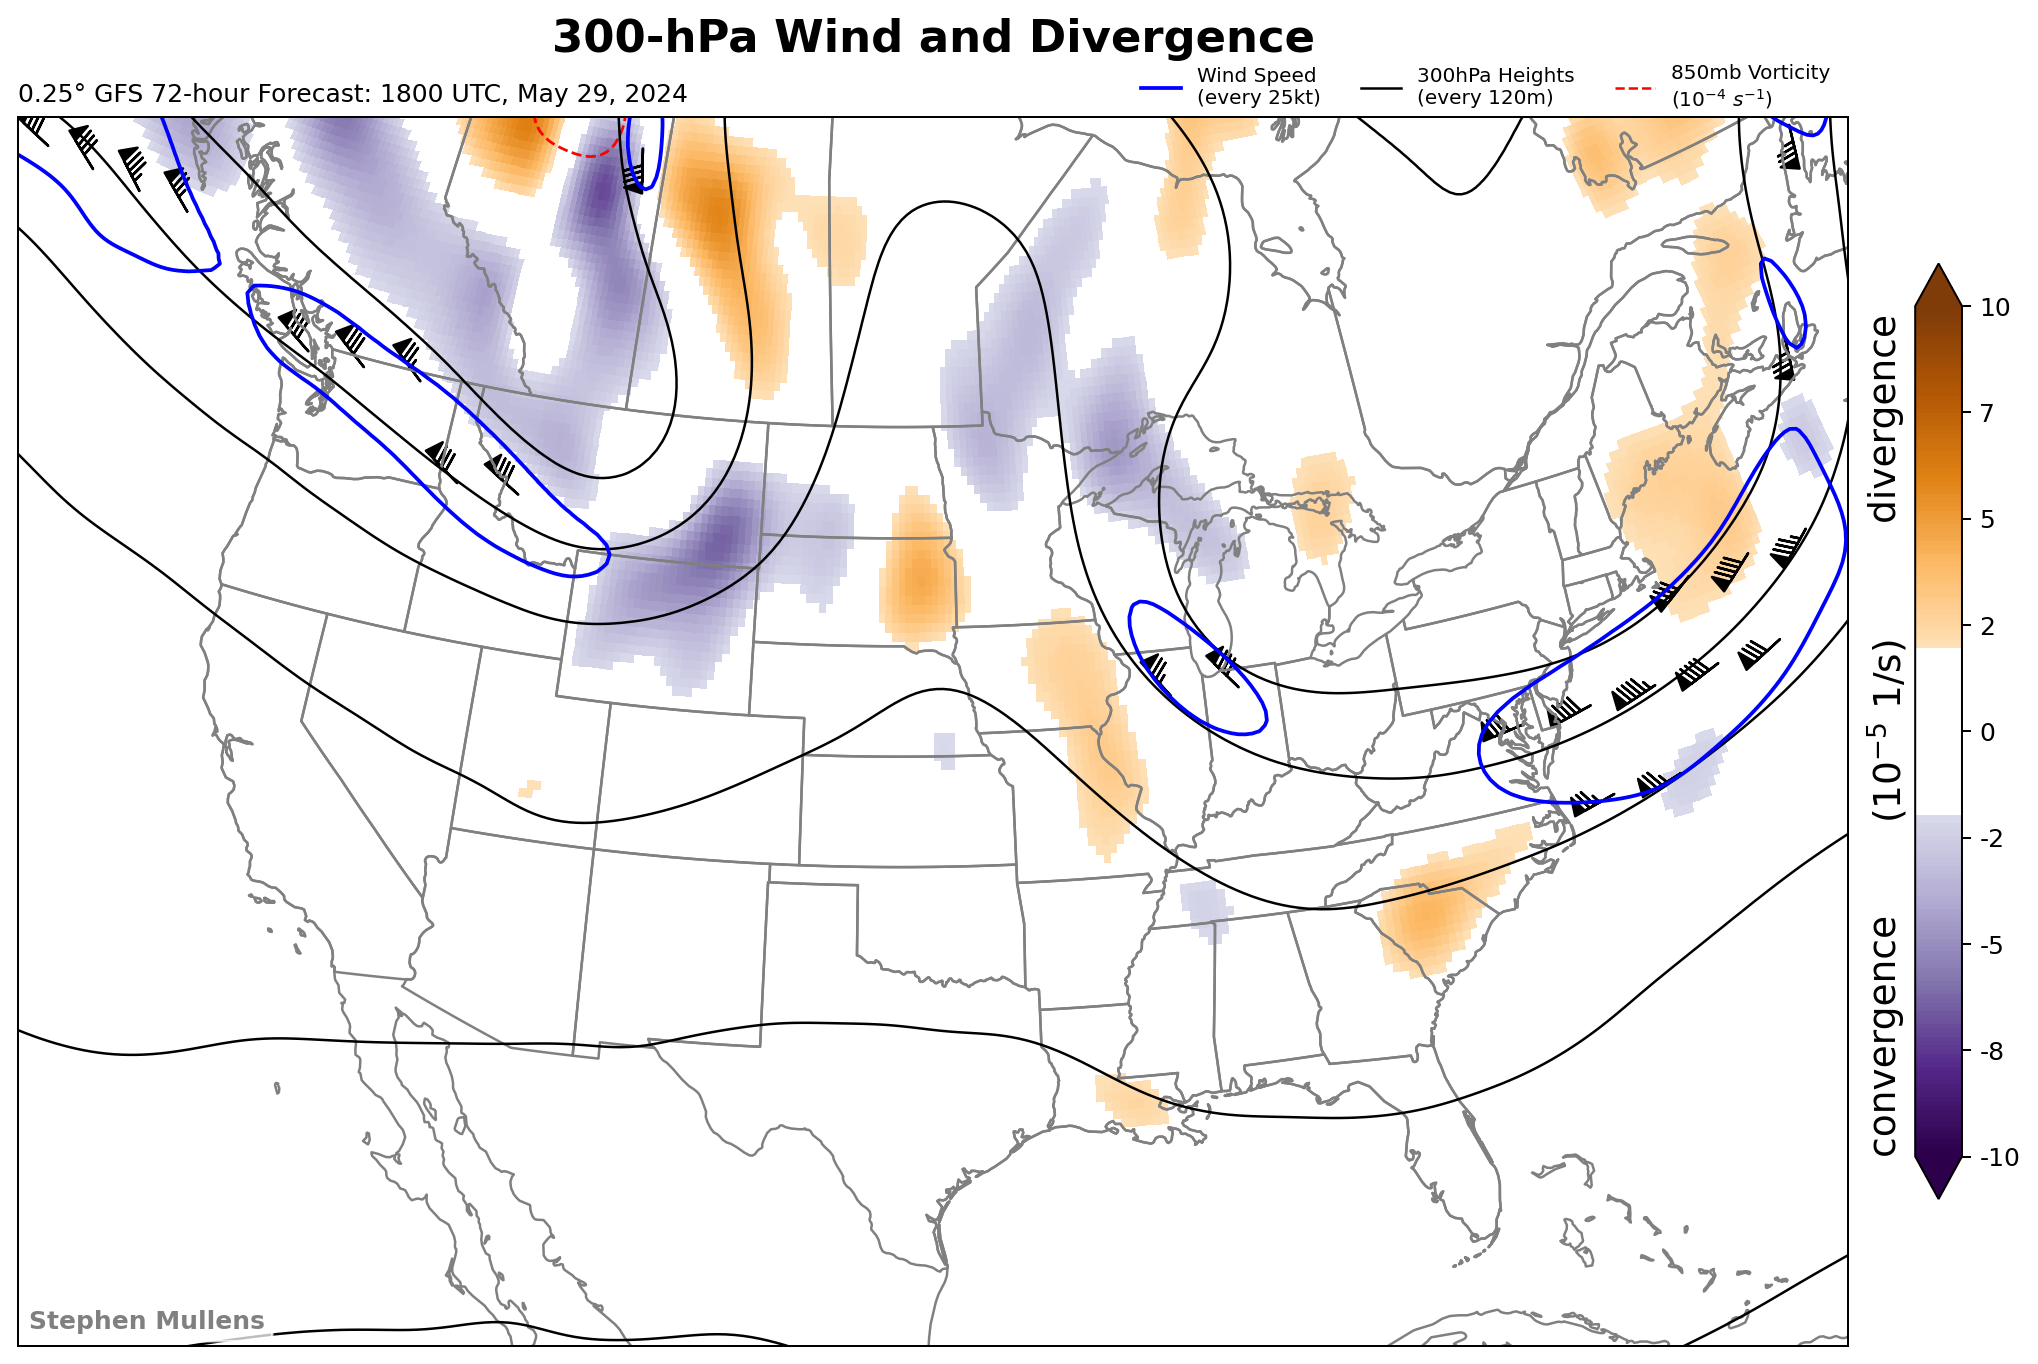 300-hPa Wind and Divergence
0.25° GFS 72-hour Forecast: 1800 UTC, May 29, 2024
Wind Speed
(every 25kt)
300hPa Heights
(every 120m)
850mb Vorticity
(10⁻⁴ s⁻¹)
10
7
5
2
0
-2
-5
-8
-10
convergence (10⁻⁵ 1/s) divergence
Stephen Mullens